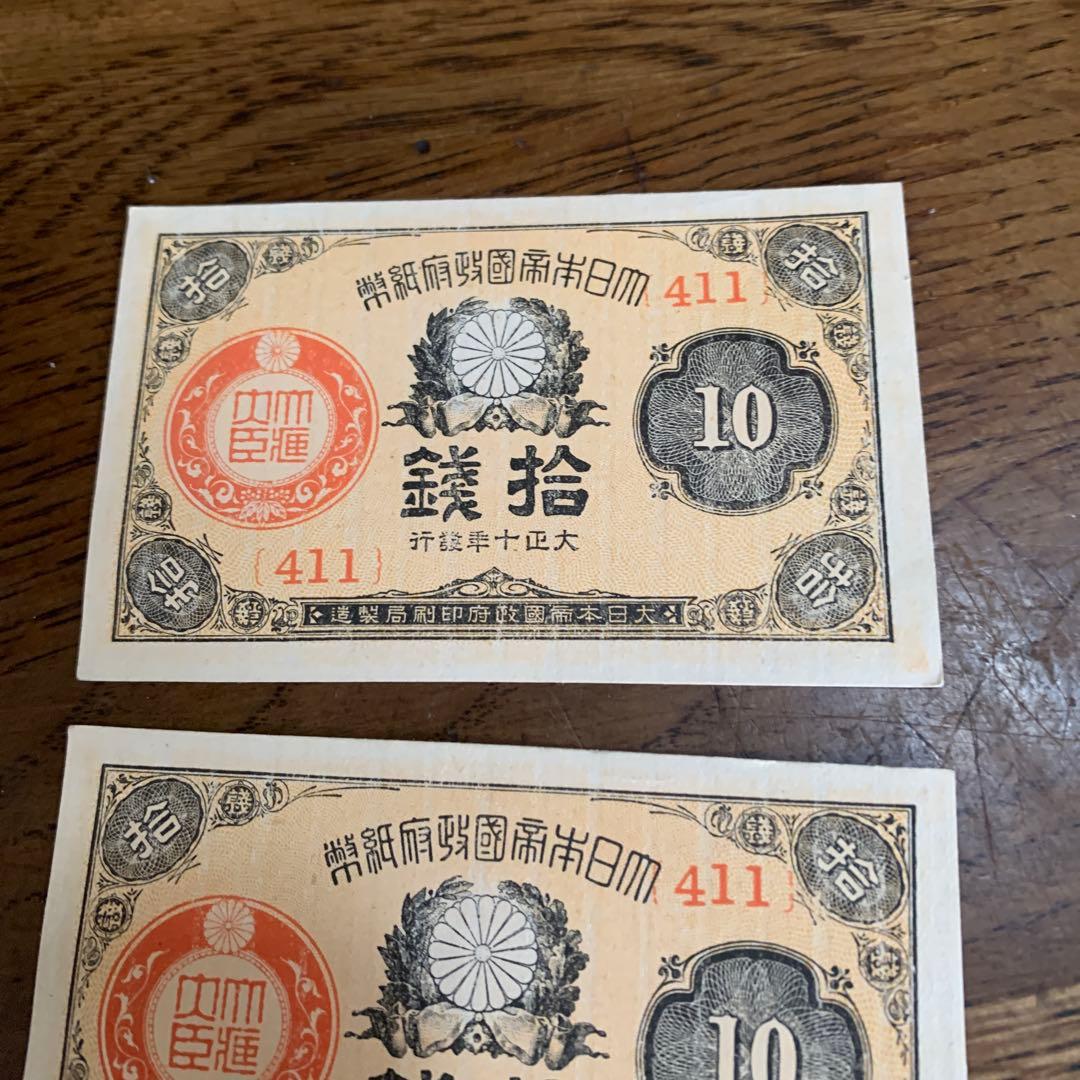 大日本帝國政府紙幣
{411}
拾
錢
拾
大藏大臣
10
拾錢
大正十年發行
{411}
拾
錢
拾
大日本帝國政府印刷局製造
大日本帝國政府紙幣
{411}
拾
錢
拾
大藏大臣
10